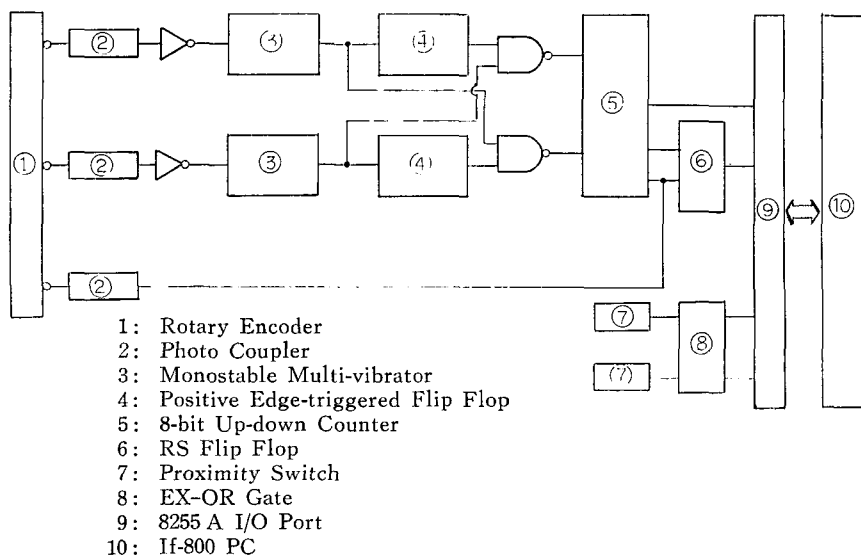 ② ③ ④
⑤
① ② ③ ④ ⑥ ⑨ ⑩
②
⑦ ⑧
(7)
1: Rotary Encoder
2: Photo Coupler
3: Monostable Multi-vibrator
4: Positive Edge-triggered Flip Flop
5: 8-bit Up-down Counter
6: RS Flip Flop
7: Proximity Switch
8: EX-OR Gate
9: 8255 A I/O Port
10: If-800 PC